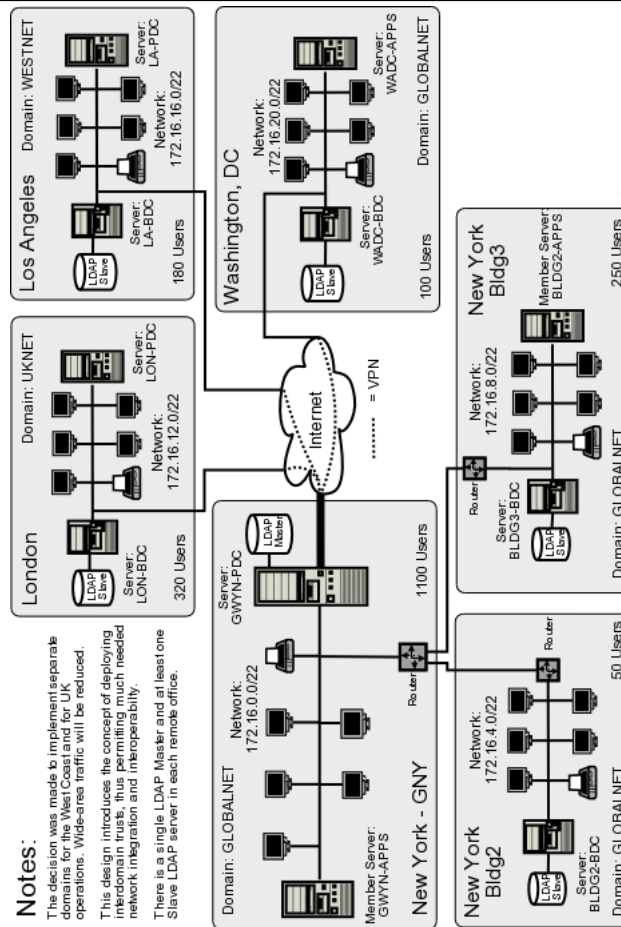 Notes:
The decision was made to implement separate
domains for the West Coast and for UK
operations. Wide-area traffic will be reduced.
This design introduces the concept of deploying
interdomain trusts, thus permitting much needed
network integration and interoperability.
There is a single LDAP Master and at least one
Slave LDAP server in each remote office.
London
Domain: UKNET
LDAP
Slave
Server:
LON-BDC
Network:
172.16.12.0/22
Server:
LON-PDC
320 Users
Los Angeles
Domain: WESTNET
LDAP
Slave
Server:
LA-BDC
Network:
172.16.16.0/22
Server:
LA-PDC
180 Users
Domain: GLOBALNET
Network:
172.16.0.0/22
Server:
GWYN-PDC
LDAP
Master
Member Server:
GWYN-APPS
Router
New York - GNY
1100 Users
Internet
= VPN
Washington, DC
Network:
172.16.20.0/22
LDAP
Slave
Server:
WADC-BDC
Server:
WADC-APPS
100 Users
Domain: GLOBALNET
New York
Bldg2
Network:
172.16.4.0/22
Router
LDAP
Slave
Server:
BLDG2-BDC
Domain: GLOBALNET
50 Users
New York
Bldg3
Router
Network:
172.16.8.0/22
Server:
BLDG3-BDC
LDAP
Slave
Member Server:
BLDG2-APPS
Domain: GLOBALNET
250 Users